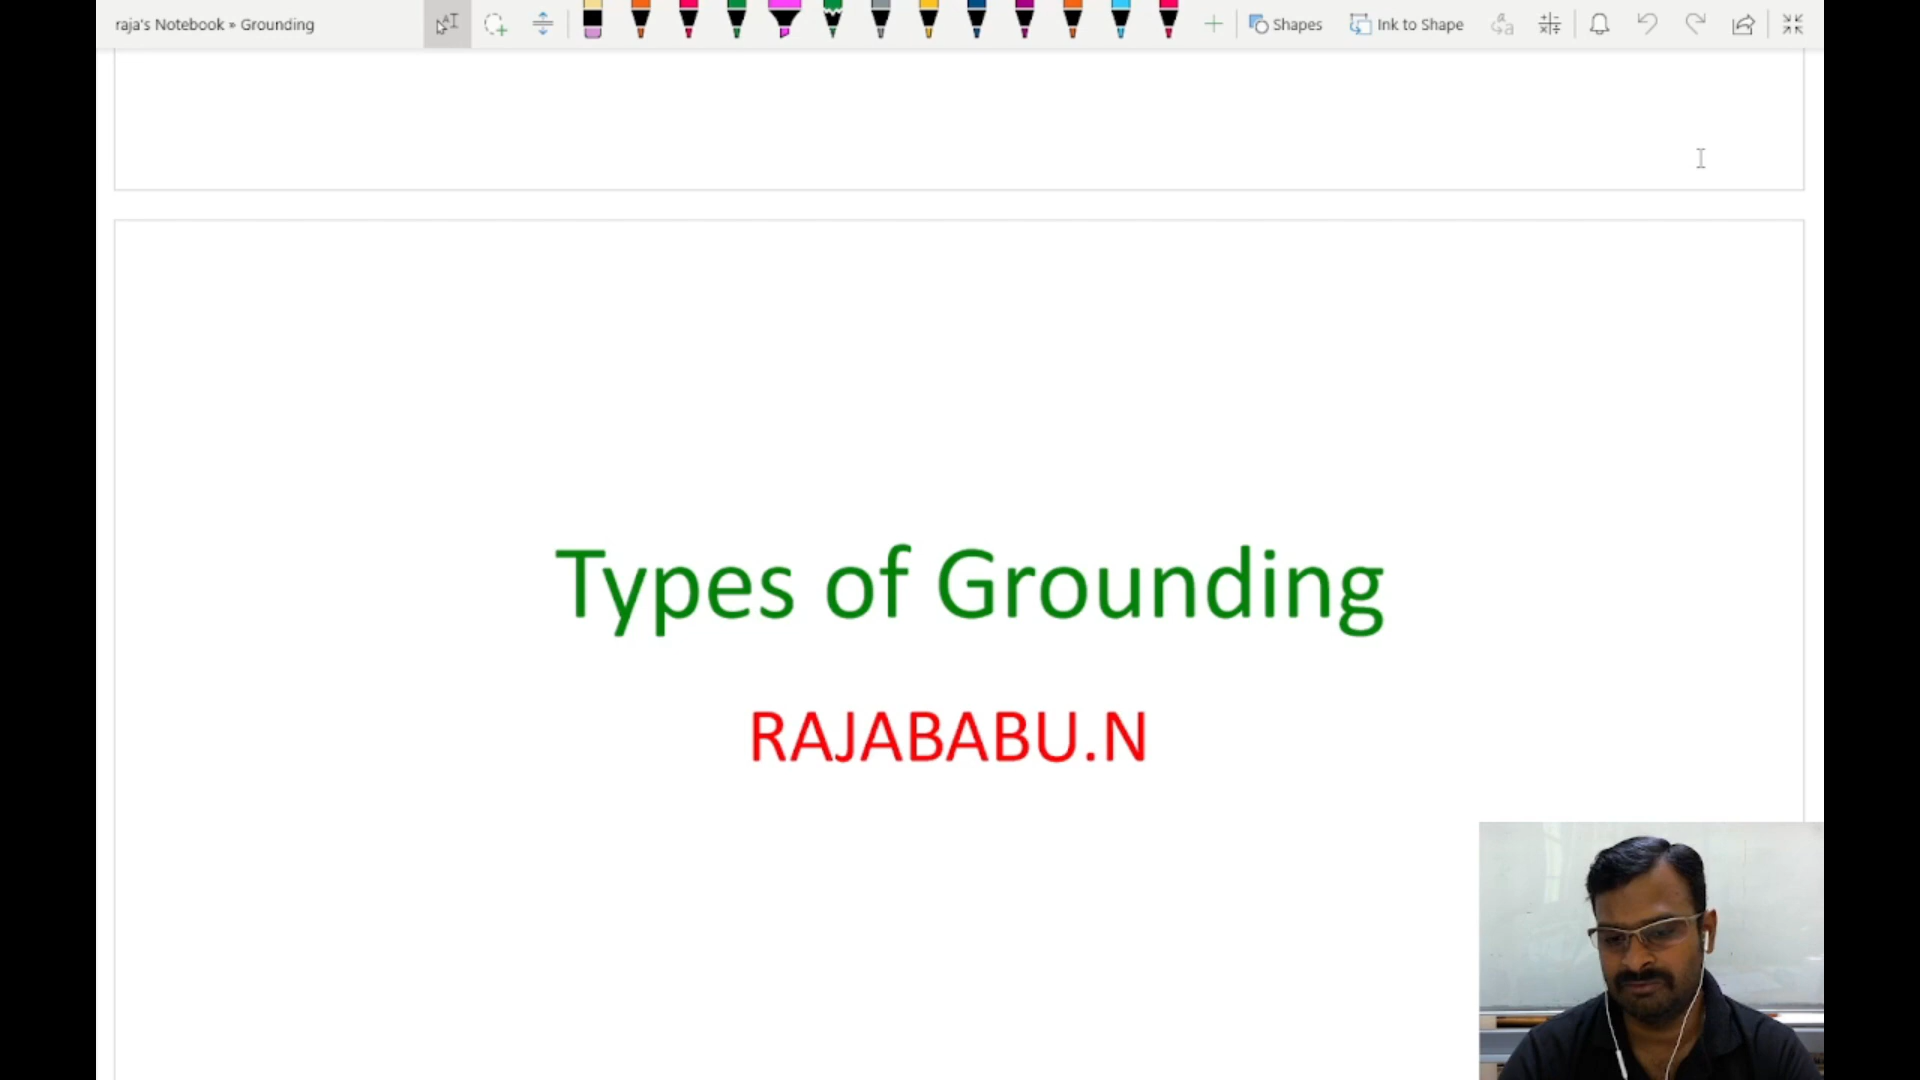 raja's Notebook » Grounding
Shapes
Ink to Shape
Types of Grounding
RAJABABU.N